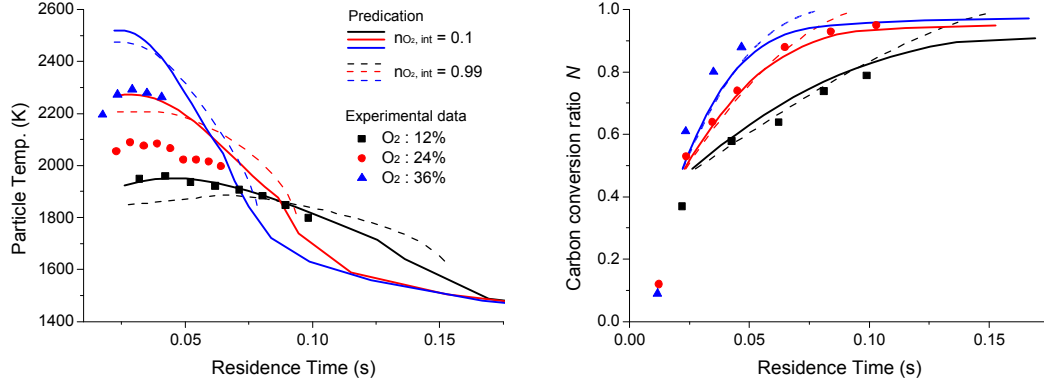 2600
2400
2200
2000
1800
1600
1400
Particle Temp. (K)
0.05
0.10
0.15
Residence Time (s)
Predication
nO₂, int = 0.1
nO₂, int = 0.99
Experimental data
O₂ : 12%
O₂ : 24%
O₂ : 36%
1.0
0.8
0.6
0.4
0.2
0.0
Carbon conversion ratio N
0.00
0.05
0.10
0.15
Residence Time (s)